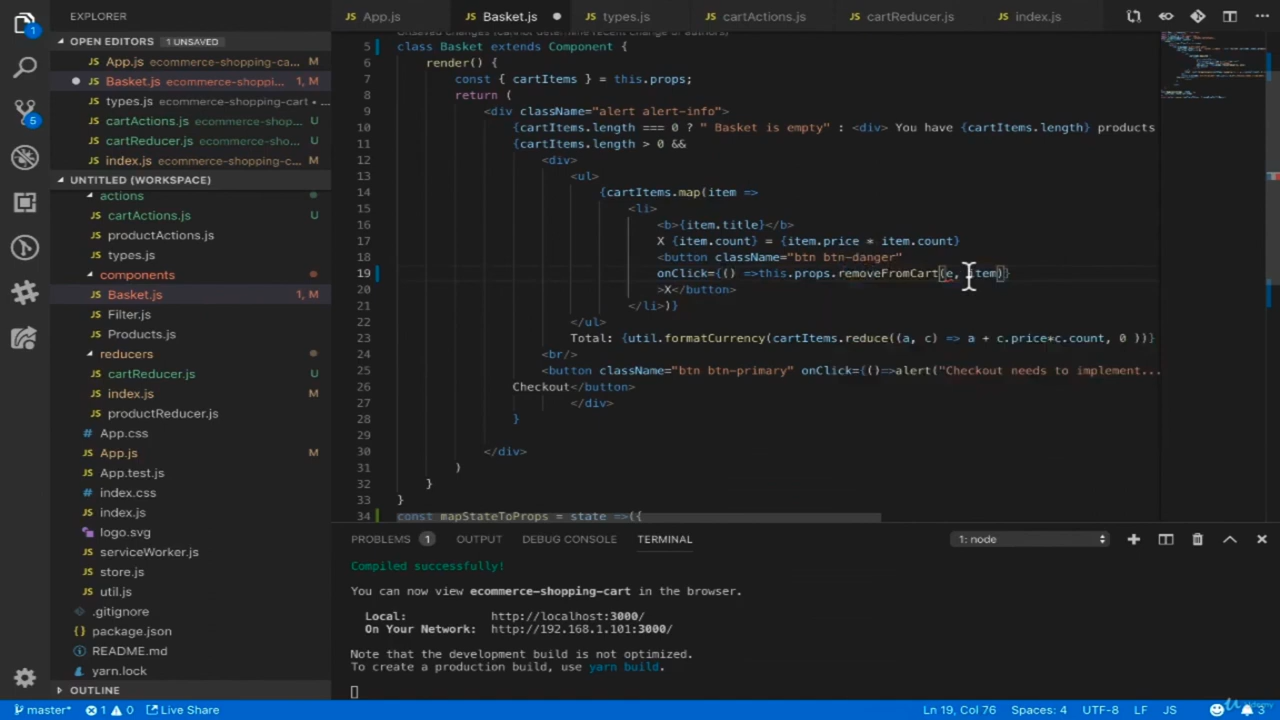 EXPLORER
App.js
Basket.js
types.js
cartActions.js
cartReducer.js
index.js
OPEN EDITORS 1 UNSAVED
App.js ecommerce-shopping-ca... M
Basket.js ecommerce-shoppi... 1, M
types.js ecommerce-shopping-cart •...
cartActions.js ecommerce-shop... U
cartReducer.js ecommerce-sho... U
index.js ecommerce-shopping-c... M
UNTITLED (WORKSPACE)
actions
cartActions.js U
productActions.js
types.js
components
Basket.js 1, M
Filter.js
Products.js
reducers
cartReducer.js U
index.js M
productReducer.js
App.css
App.js M
App.test.js
index.css
index.js
logo.svg
serviceWorker.js
store.js
util.js
.gitignore
package.json
README.md
yarn.lock
OUTLINE
5 class Basket extends Component {
6 render() {
7 const { cartItems } = this.props;
8 return (
9 <div className="alert alert-info">
10 {cartItems.length === 0 ? " Basket is empty" : <div> You have {cartItems.length} products
11 {cartItems.length > 0 &&
12 <div>
13 <ul>
14 {cartItems.map(item =>
15 <li>
16 <b>{item.title}</b>
17 X {item.count} = {item.price * item.count}
18 <button className="btn btn-danger"
19 onClick={() =>this.props.removeFromCart(e, item)}
20 >X</button>
21 </li>)}
22 </ul>
23 Total: {util.formatCurrency(cartItems.reduce((a, c) => a + c.price*c.count, 0 ))}
24 <br/>
25 <button className="btn btn-primary" onClick={()=>alert("Checkout needs to implement...
26 Checkout</button>
27 </div>
28 }
29
30 </div>
31 )
32 }
33 }
34 const mapStateToProps = state =>({
PROBLEMS 1 OUTPUT DEBUG CONSOLE TERMINAL 1: node
Compiled successfully!
You can now view ecommerce-shopping-cart in the browser.
Local: http://localhost:3000/
On Your Network: http://192.168.1.101:3000/
Note that the development build is not optimized.
To create a production build, use yarn build.
master* 1 0 Live Share Ln 19, Col 76 Spaces: 4 UTF-8 LF JS 3